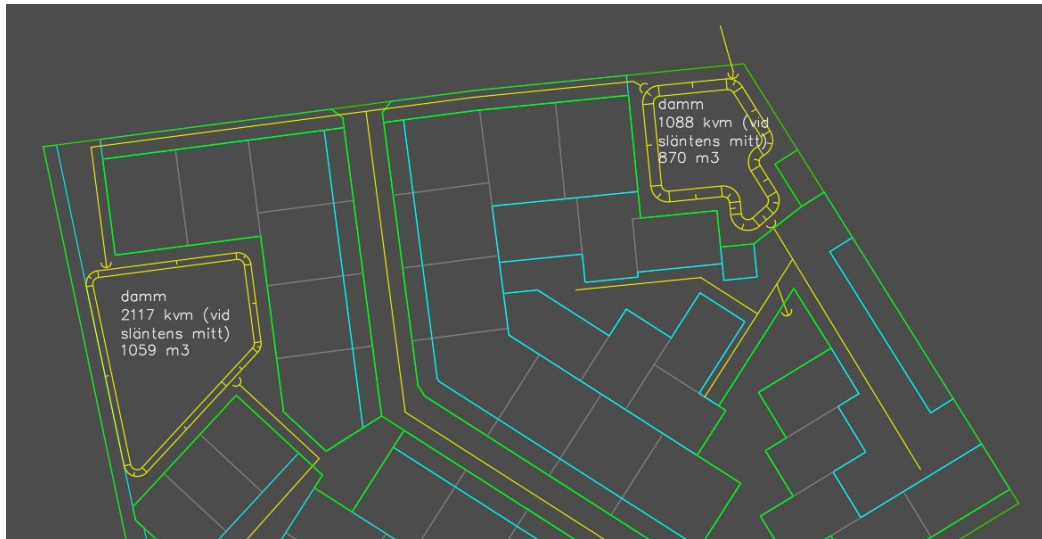 damm
1088 kvm (vid
släntens mitt)
870 m3
damm
2117 kvm (vid
släntens mitt)
1059 m3